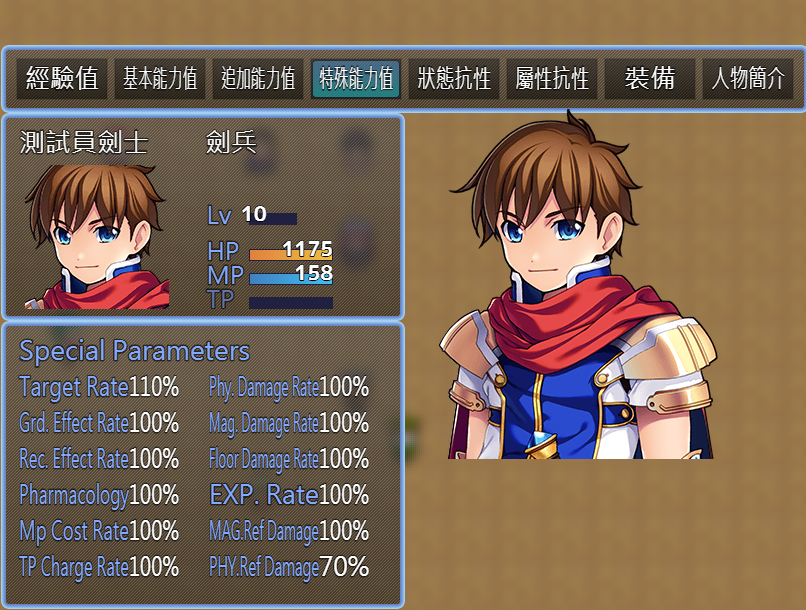 經驗值 基本能力值 追加能力值 特殊能力值 狀態抗性 屬性抗性 裝備 人物簡介
測試員劍士 劍兵
Lv 10
HP 1175
MP 158
TP
Special Parameters
Target Rate110% Phy. Damage Rate100%
Grd. Effect Rate100% Mag. Damage Rate100%
Rec. Effect Rate100% Floor Damage Rate100%
Pharmacology100% EXP. Rate100%
Mp Cost Rate100% MAG.Ref Damage100%
TP Charge Rate100% PHY.Ref Damage70%